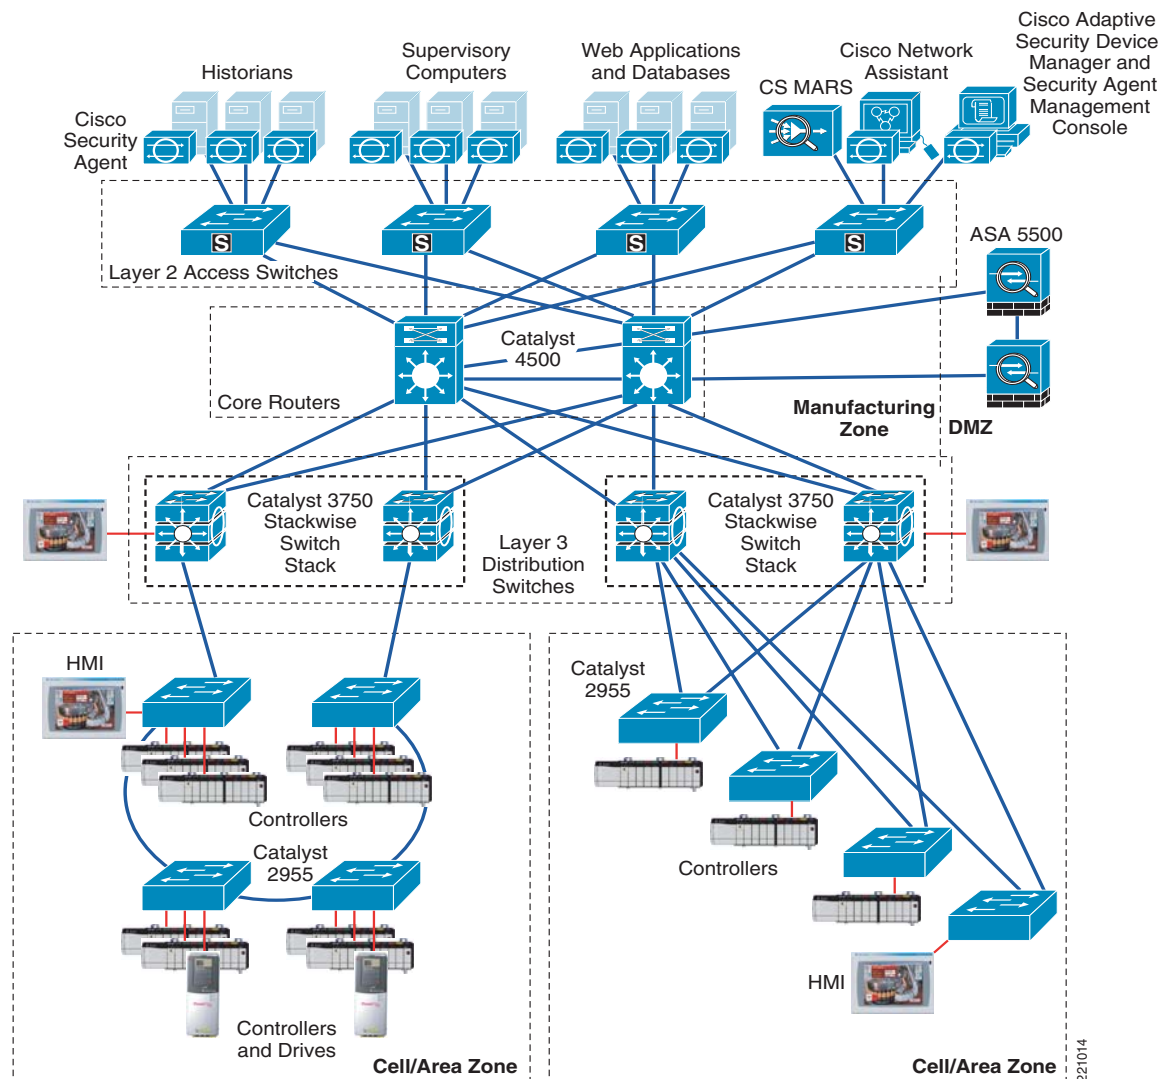 Cisco Adaptive
Security Device
Manager and
Security Agent
Management
Console
Supervisory
Computers
Web Applications
and Databases
Cisco Network
Assistant
Historians
CS MARS
Cisco
Security
Agent
S
S
S
S
Layer 2 Access Switches
ASA 5500
Catalyst
4500
Core Routers
Manufacturing
Zone
DMZ
Catalyst 3750
Stackwise
Switch
Stack
Layer 3
Distribution
Switches
Catalyst 3750
Stackwise
Switch
Stack
HMI
Controllers
Catalyst
2955
Controllers
and Drives
Cell/Area Zone
Catalyst
2955
Controllers
HMI
Cell/Area Zone
221014